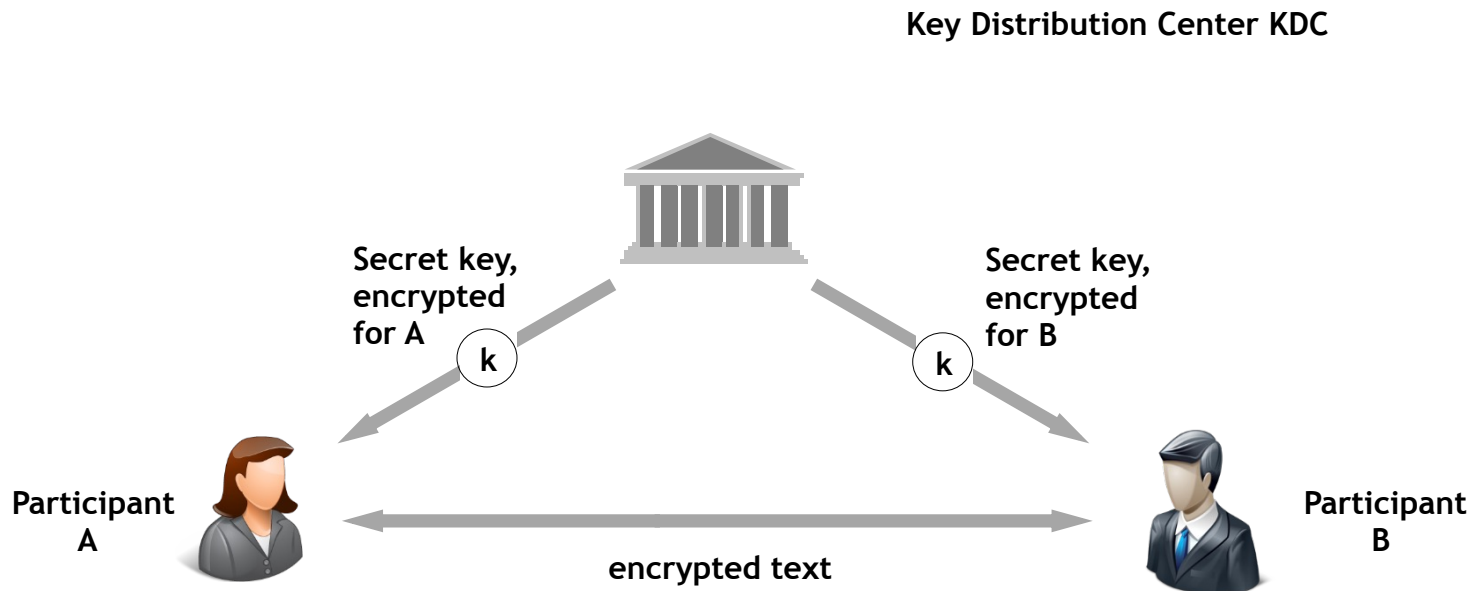 Key Distribution Center KDC
Secret key,
encrypted
for A
k
Secret key,
encrypted
for B
k
Participant
A
encrypted text
Participant
B